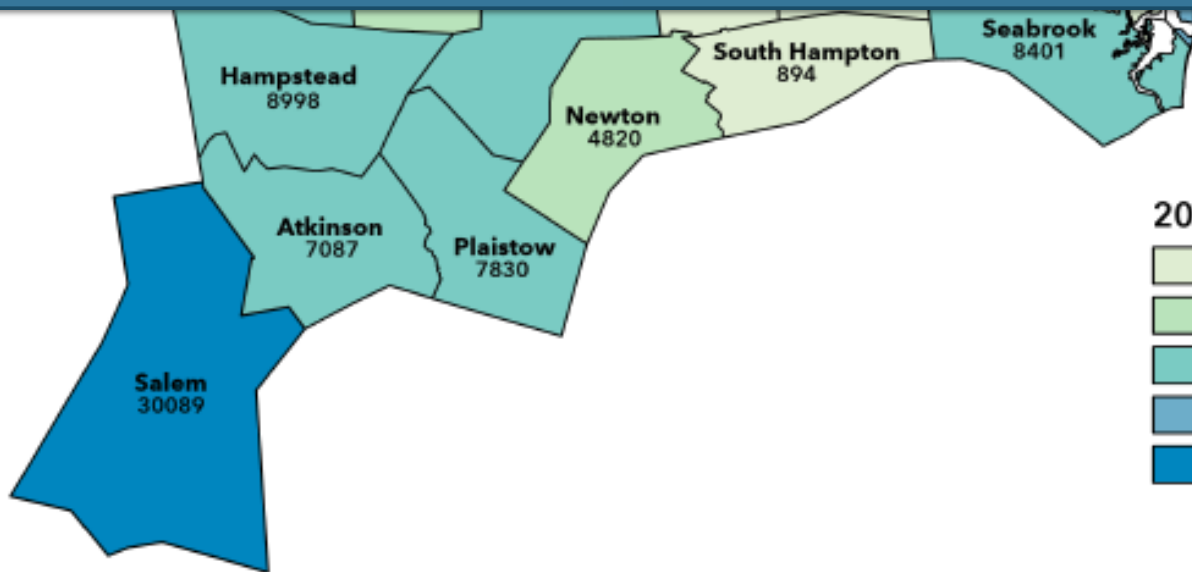 Hampstead
8998
South Hampton
894
Seabrook
8401
Newton
4820
Atkinson
7087
Plaistow
7830
20
Salem
30089